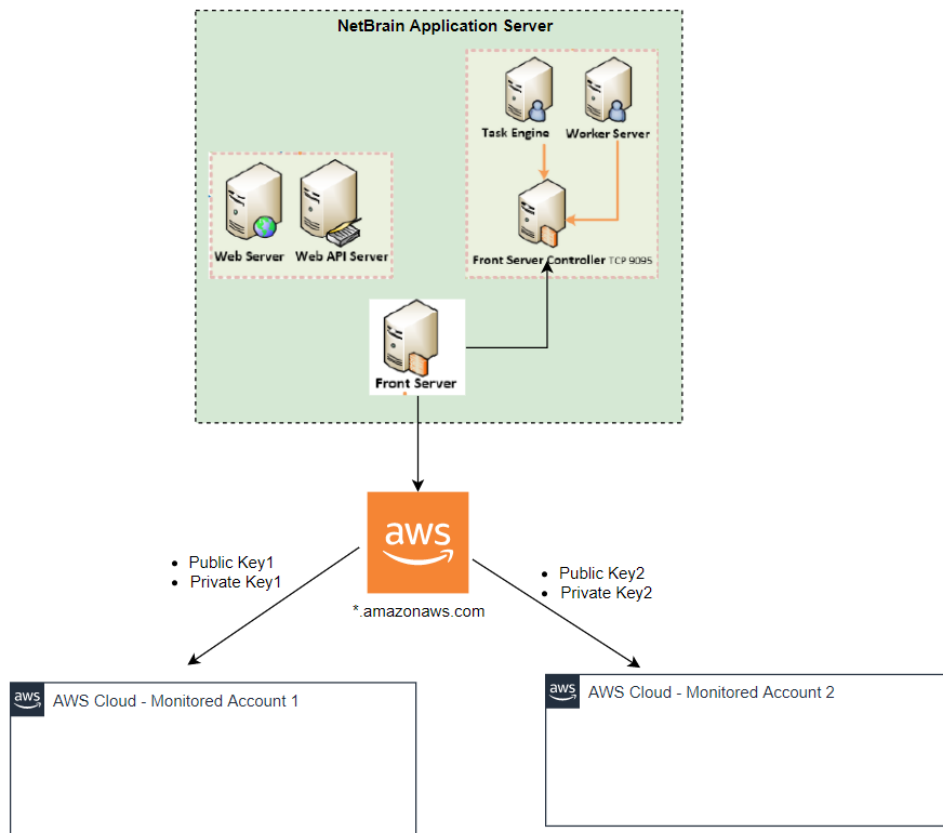 NetBrain Application Server
Task Engine
Worker Server
Web Server
Web API Server
Front Server Controller TCP 9095
Front Server
aws
• Public Key1
• Private Key1
• Public Key2
• Private Key2
*.amazonaws.com
aws
AWS Cloud - Monitored Account 1
aws
AWS Cloud - Monitored Account 2